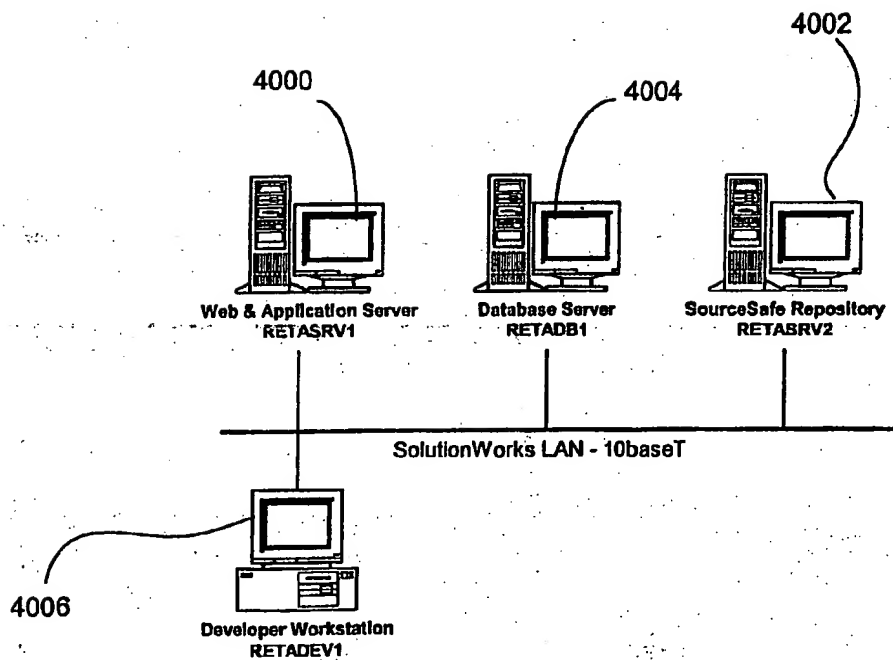 4002
4000
4004
Web & Application Server
RETASRV1
Database Server
RETADB1
SourceSafe Repository
RETASRV2
SolutionWorks LAN - 10baseT
4006
Developer Workstation
RETADEV1